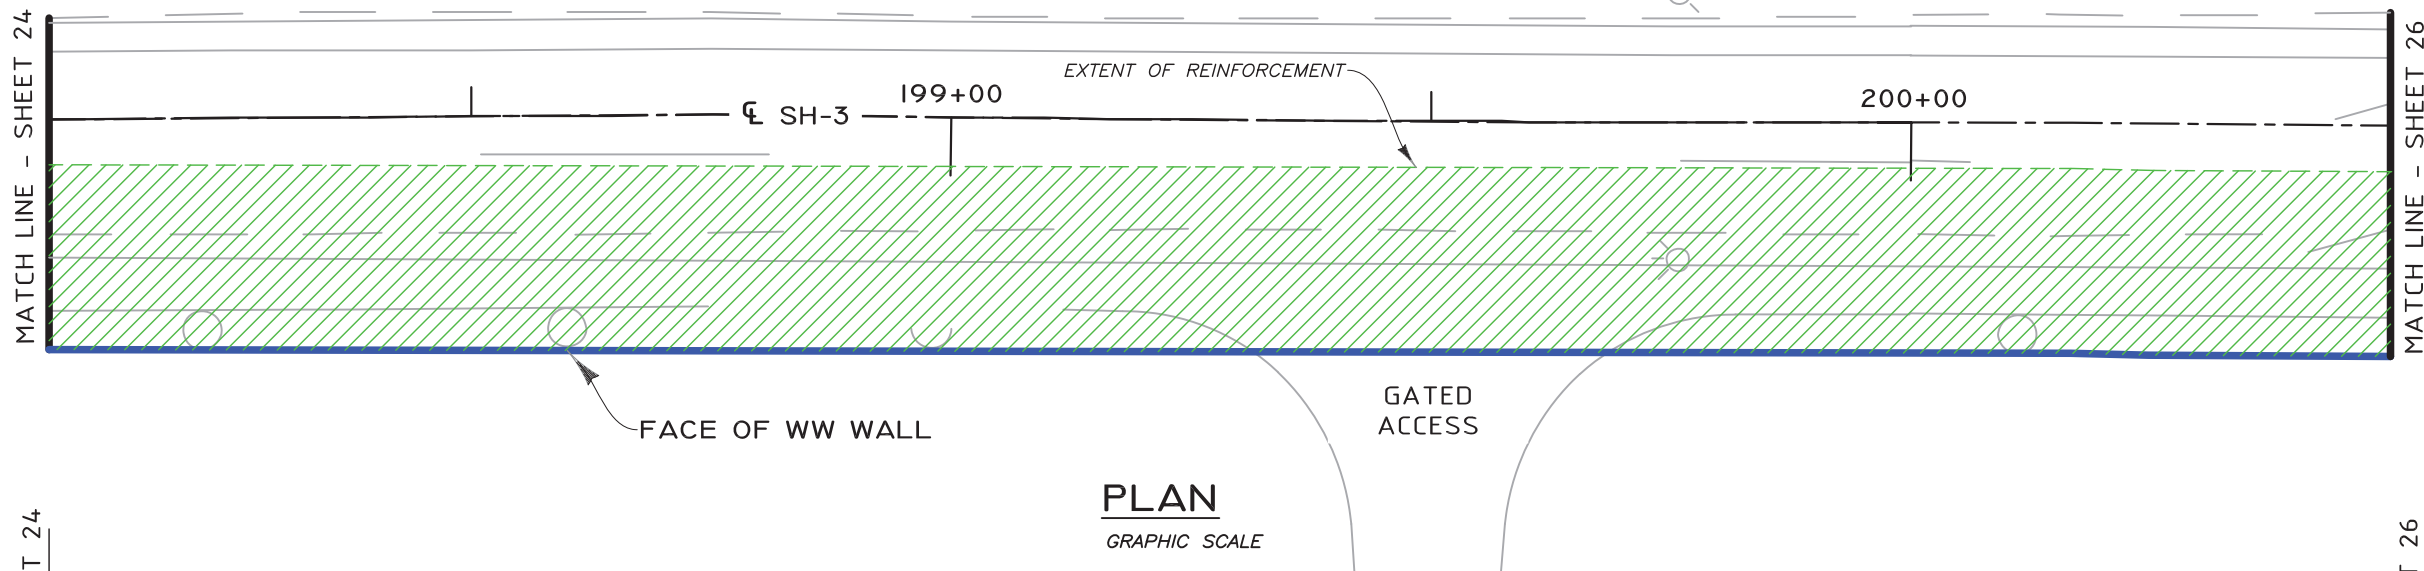 MATCH LINE - SHEET 24
EXTENT OF REINFORCEMENT
℄ SH-3
199+00
200+00
MATCH LINE - SHEET 26
FACE OF WW WALL
GATED
ACCESS
PLAN
GRAPHIC SCALE
T 24
T 26